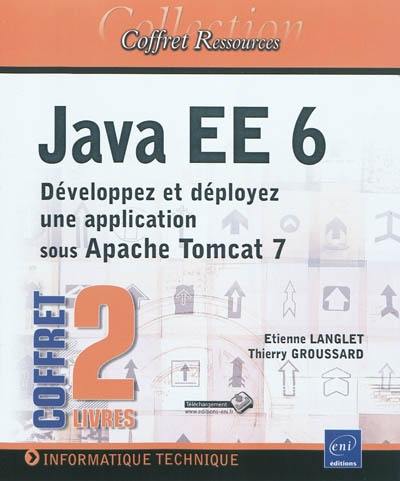 Collection
Coffret Ressources
Java EE 6
Développez et déployez
une application
sous Apache Tomcat 7
COFFRET
2
LIVRES
Etienne LANGLET
Thierry GROUSSARD
Téléchargement
www.editions-eni.fr
eni
éditions
INFORMATIQUE TECHNIQUE